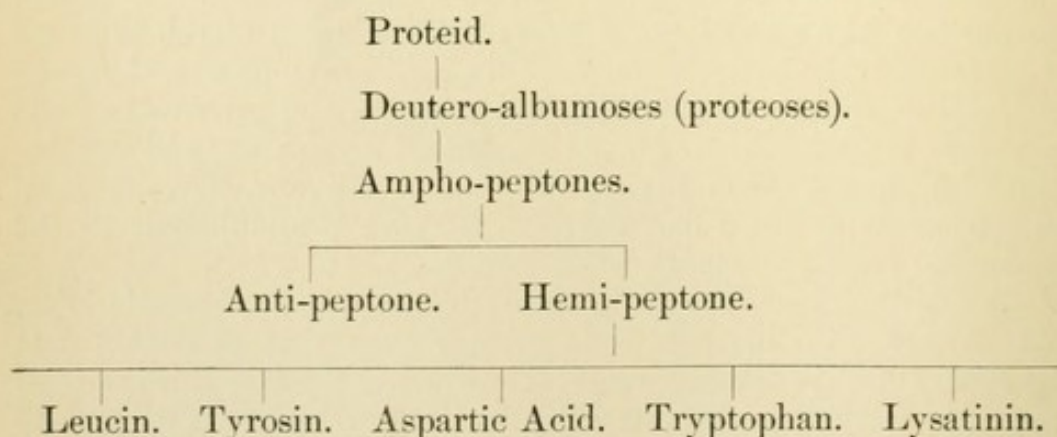 Proteid.
Deutero-albumoses (proteoses).
Ampho-peptones.
Anti-peptone. Hemi-peptone.
Leucin. Tyrosin. Aspartic Acid. Tryptophan. Lysatinin.